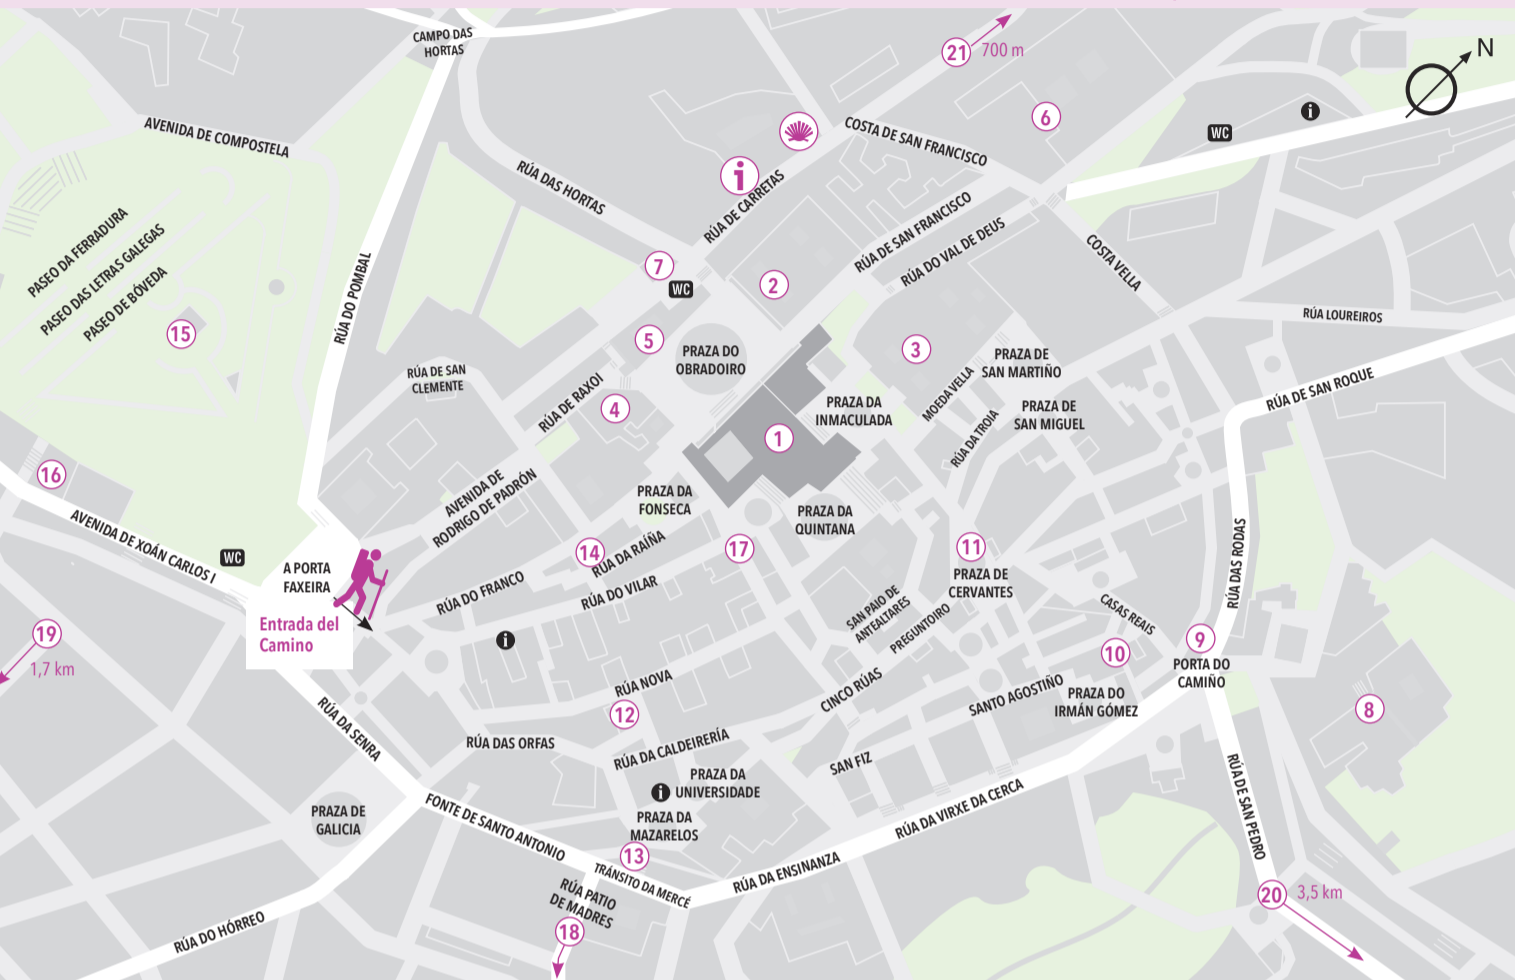 CAMPO DAS
HORTAS
21
700 m
N
AVENIDA DE COMPOSTELA
6
COSTA DE SAN FRANCISCO
WC
i
i
RÚA DAS HORTAS
RÚA DE CARRETAS
PASEO DA FERRADURA
PASEO DAS LETRAS GALEGAS
PASEO DE BÓVEDA
15
RÚA DO POMBAL
7
WC
2
RÚA DE SAN FRANCISCO
RÚA DO VAL DE DEUS
COSTA VELLA
RÚA LOUREIROS
5
PRAZA DO
OBRADOIRO
3
PRAZA DE
SAN MARTIÑO
RÚA DE SAN
CLEMENTE
RÚA DE RAXOI
4
PRAZA DA
INMACULADA
MOEDA VELLA
PRAZA DE
SAN MIGUEL
RÚA DA TROIA
RÚA DE SAN ROQUE
1
16
AVENIDA DE
RODRIGO DE PADRÓN
PRAZA DA
FONSECA
PRAZA DA
QUINTANA
AVENIDA DE XOÁN CARLOS I
WC
A PORTA
FAXEIRA
Entrada del
Camino
14
RÚA DA RAÍÑA
17
11
PRAZA DE
CERVANTES
RÚA DAS RODAS
RÚA DO FRANCO
RÚA DO VILAR
SAN PAIO DE
ANTEALTARES
PREGUNTOIRO
CASAS REAIS
19
1,7 km
i
9
PORTA DO
CAMIÑO
10
RÚA NOVA
12
CINCO RÚAS
SANTO AGOSTIÑO
PRAZA DO
IRMÁN GÓMEZ
8
RÚA DA SENRA
RÚA DAS ORFAS
RÚA DA CALDEIRERÍA
SAN FIZ
PRAZA DA
UNIVERSIDADE
i
PRAZA DE
GALICIA
FONTE DE SANTO ANTONIO
PRAZA DA
MAZARELOS
RÚA DA VIRXE DA CERCA
RÚA DE SAN PEDRO
13
TRÁNSITO DA MERCÉ
RÚA DA ENSINANZA
RÚA PATIO
DE MADRES
20
3,5 km
RÚA DO HÓRREO
18